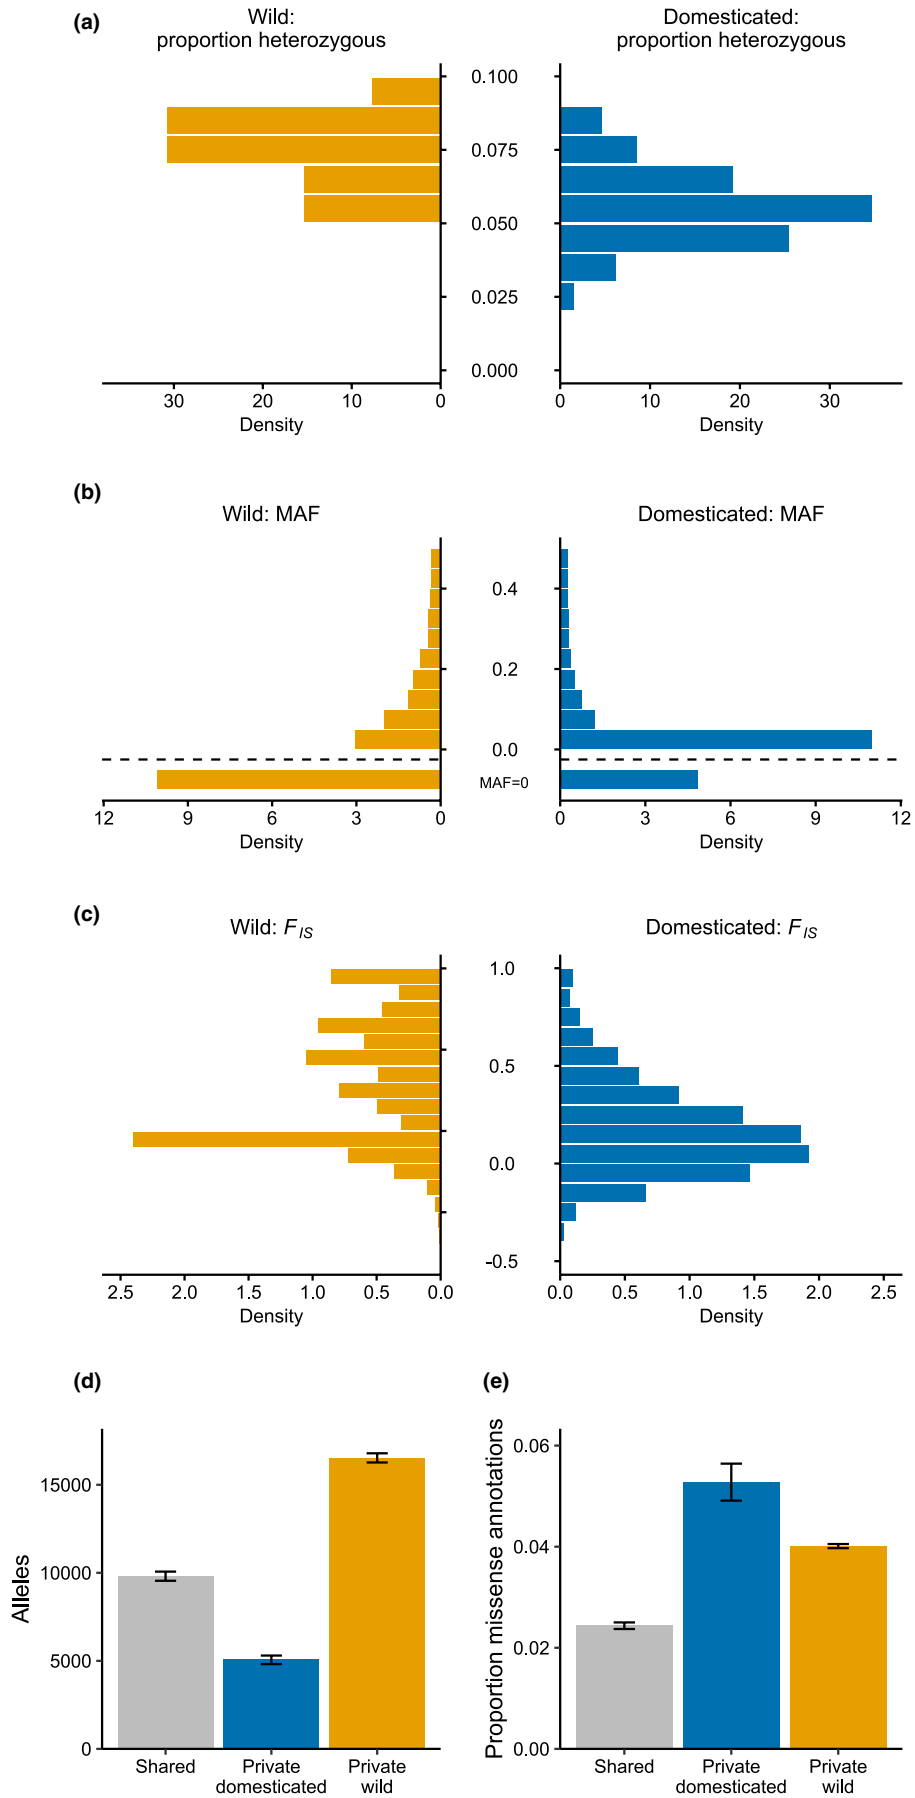 (a)
Wild:
proportion heterozygous
Domesticated:
proportion heterozygous
0.100
0.075
0.050
0.025
0.000
30 20 10 0
0 10 20 30
Density
Density
(b)
Wild: MAF
Domesticated: MAF
0.4
0.2
0.0
MAF=0
12 9 6 3 0
0 3 6 9 12
Density
Density
(c)
Wild: F_IS
Domesticated: F_IS
1.0
0.5
0.0
-0.5
2.5 2.0 1.5 1.0 0.5 0.0
0.0 0.5 1.0 1.5 2.0 2.5
Density
Density
(d)
Alleles
15000
10000
5000
0
Shared
Private
domesticated
Private
wild
(e)
Proportion missense annotations
0.06
0.04
0.02
0.00
Shared
Private
domesticated
Private
wild